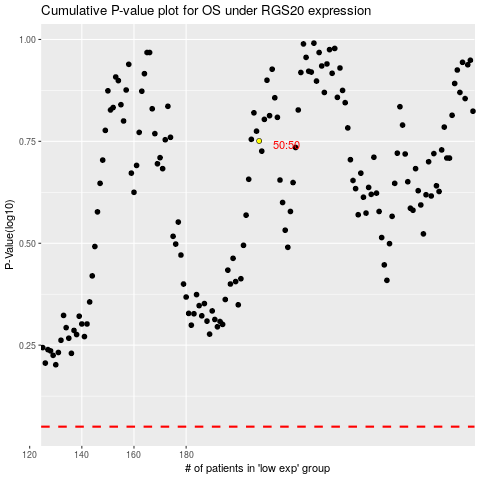 Cumulative P-value plot for OS under RGS20 expression
P-Value(log10)
1.00
0.75
0.50
0.25
50:50
120 140 160 180
# of patients in 'low exp' group